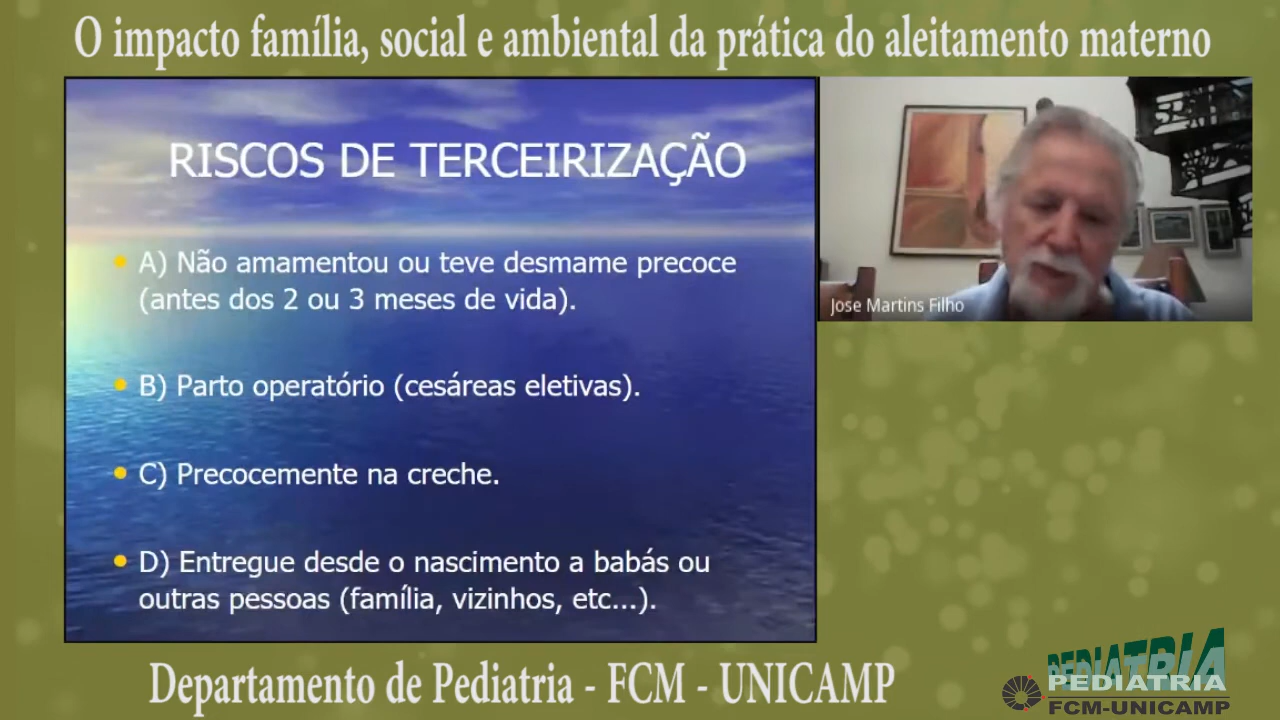 O impacto família, social e ambiental da prática do aleitamento materno
RISCOS DE TERCEIRIZAÇÃO
A) Não amamentou ou teve desmame precoce
(antes dos 2 ou 3 meses de vida).
B) Parto operatório (cesáreas eletivas).
C) Precocemente na creche.
D) Entregue desde o nascimento a babás ou
outras pessoas (família, vizinhos, etc...).
Jose Martins Filho
Departamento de Pediatria - FCM - UNICAMP
PEDIATRIA
PEDIATRIA
FCM-UNICAMP